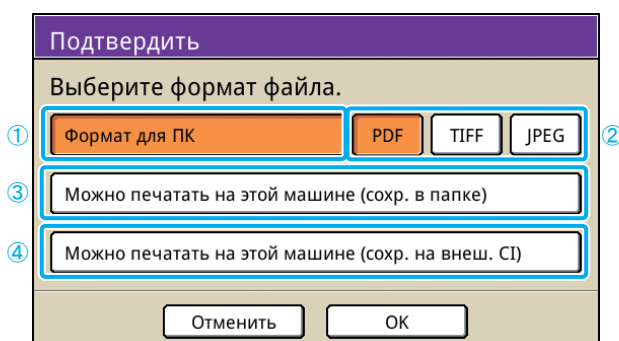 Подтвердить
Выберите формат файла.
① Формат для ПК PDF TIFF JPEG ②
③ Можно печатать на этой машине (сохр. в папке)
④ Можно печатать на этой машине (сохр. на внеш. CI)
Отменить OK